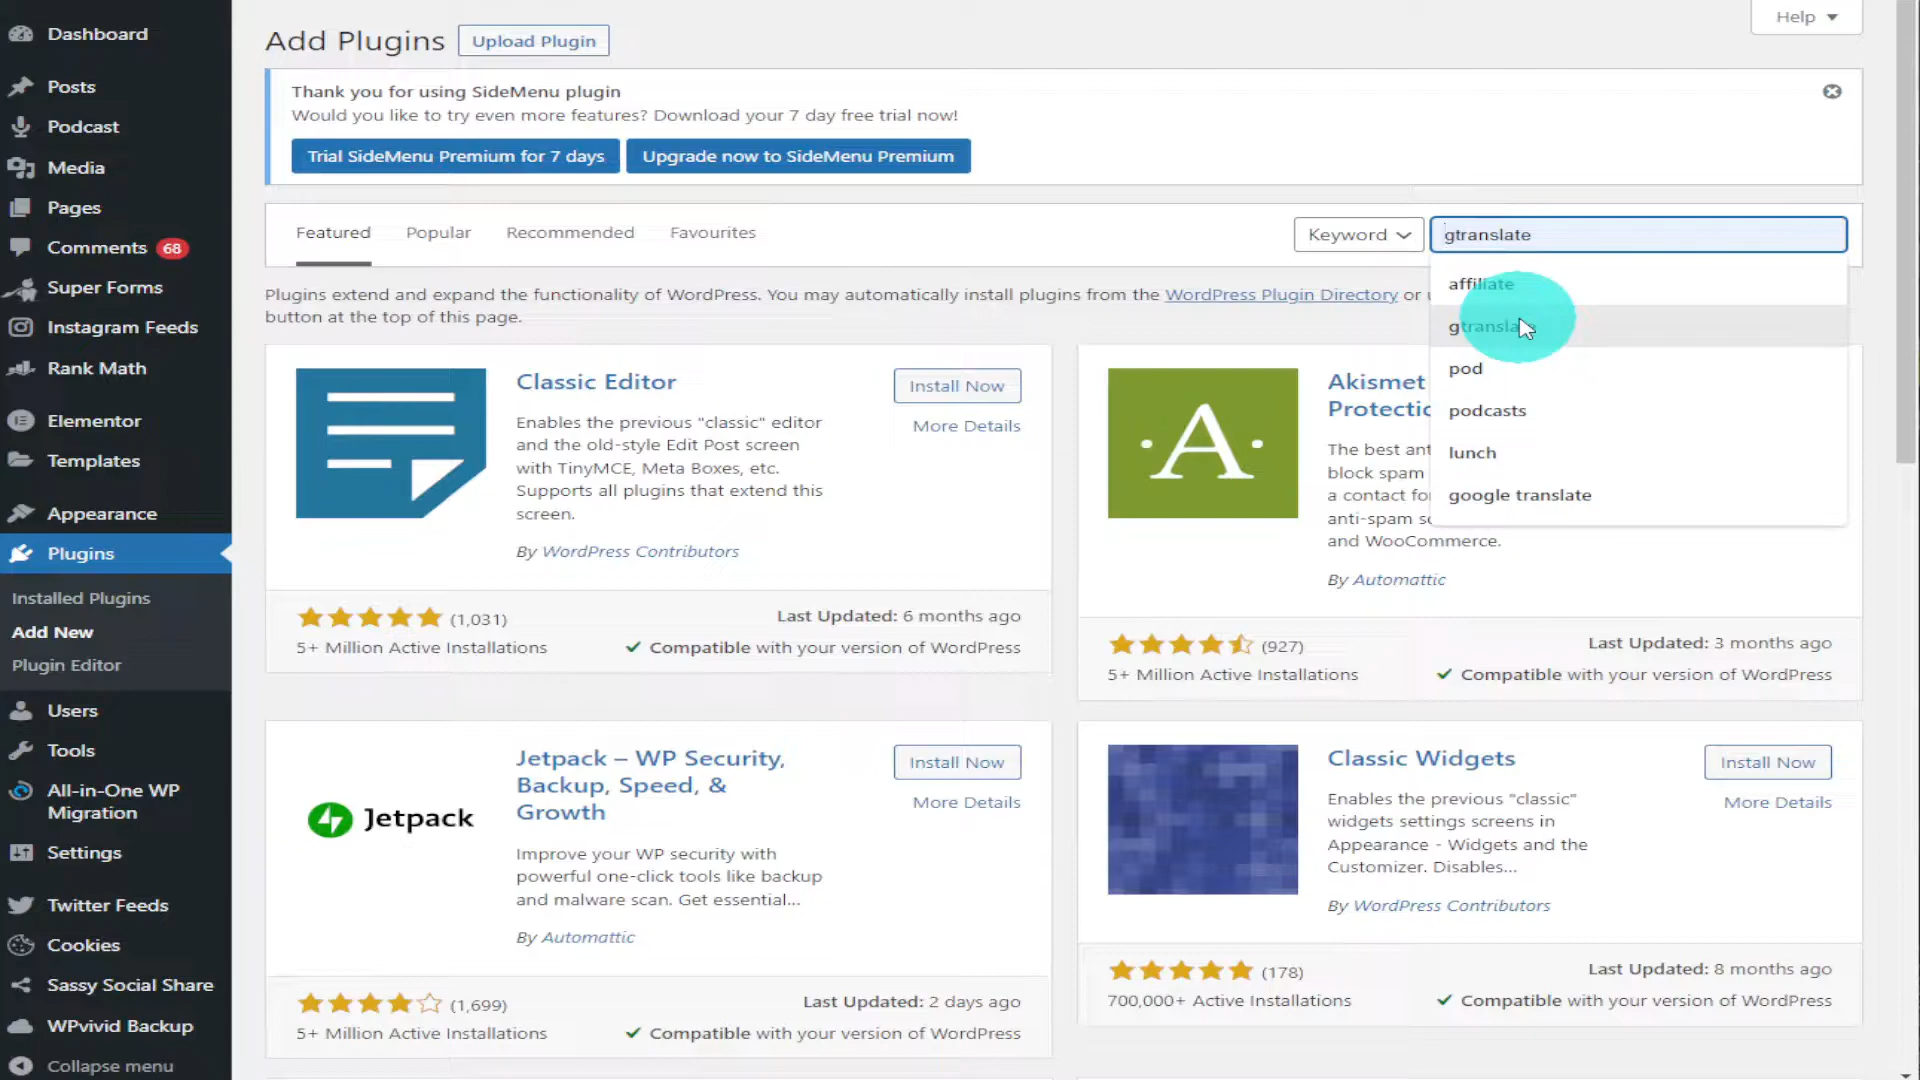 Dashboard
Posts
Podcast
Media
Pages
Comments 68
Super Forms
Instagram Feeds
Rank Math
Elementor
Templates
Appearance
Plugins
Installed Plugins
Add New
Plugin Editor
Users
Tools
All-in-One WP
Migration
Settings
Twitter Feeds
Cookies
Sassy Social Share
WPvivid Backup
Collapse menu
Help
Add Plugins Upload Plugin
Thank you for using SideMenu plugin
Would you like to try even more features? Download your 7 day free trial now!
Trial SideMenu Premium for 7 days Upgrade now to SideMenu Premium
Featured Popular Recommended Favourites Keyword gtranslate
affiliate
gtranslate
pod
podcasts
lunch
google translate
Plugins extend and expand the functionality of WordPress. You may automatically install plugins from the WordPress Plugin Directory or
button at the top of this page.
Classic Editor
Install Now
More Details
Enables the previous "classic" editor
and the old-style Edit Post screen
with TinyMCE, Meta Boxes, etc.
Supports all plugins that extend this
screen.
By WordPress Contributors
(1,031)
Last Updated: 6 months ago
5+ Million Active Installations
Compatible with your version of WordPress
A
Akismet
The best
block spam
a contact
anti-spam
and WooCommerce.
By Automattic
(927)
Last Updated: 3 months ago
5+ Million Active Installations
Compatible with your version of WordPress
Jetpack
Jetpack – WP Security,
Backup, Speed, &
Growth
Install Now
More Details
Improve your WP security with
powerful one-click tools like backup
and malware scan. Get essential...
By Automattic
(1,699)
Last Updated: 2 days ago
5+ Million Active Installations
Compatible with your version of WordPress
Classic Widgets
Install Now
More Details
Enables the previous "classic"
widgets settings screens in
Appearance - Widgets and the
Customizer. Disables...
By WordPress Contributors
(178)
Last Updated: 8 months ago
700,000+ Active Installations
Compatible with your version of WordPress